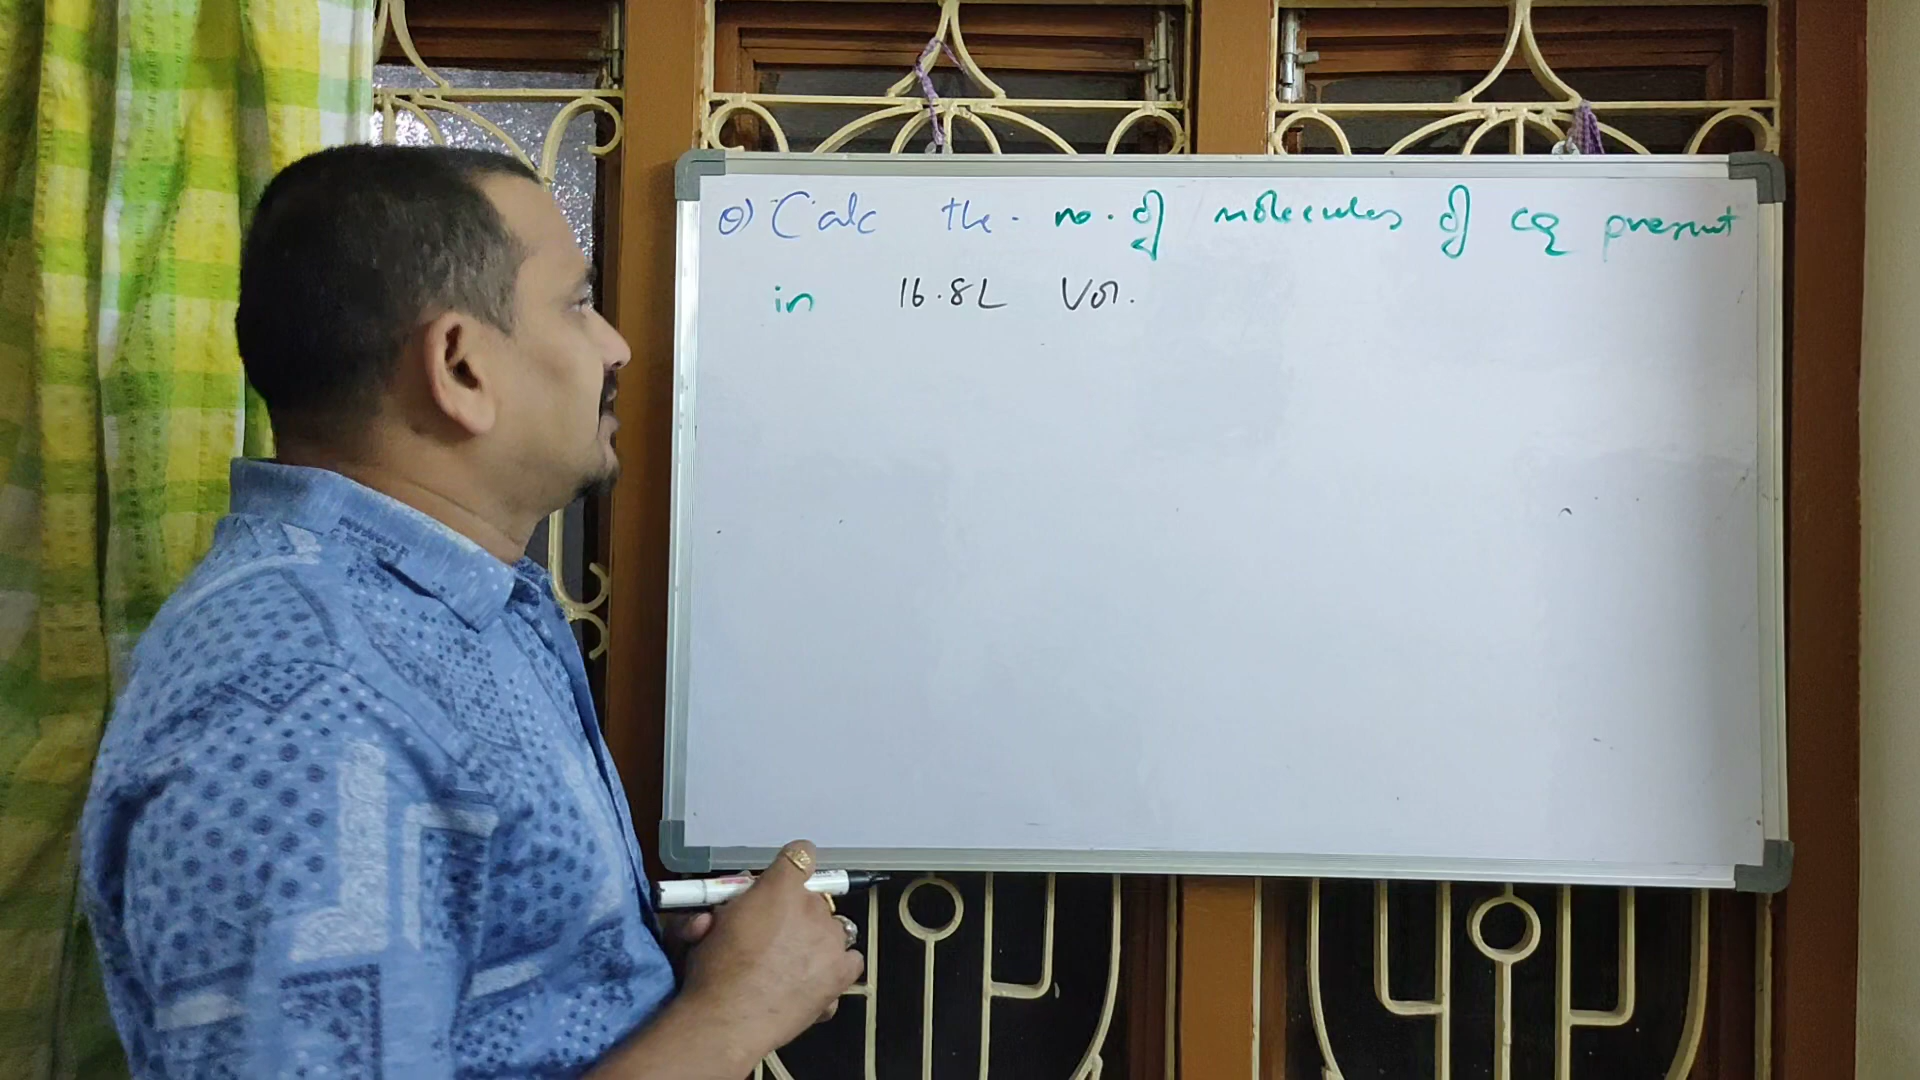 Q) Calc the. no. of molecules of CO2 present
in 16.8L Vol.